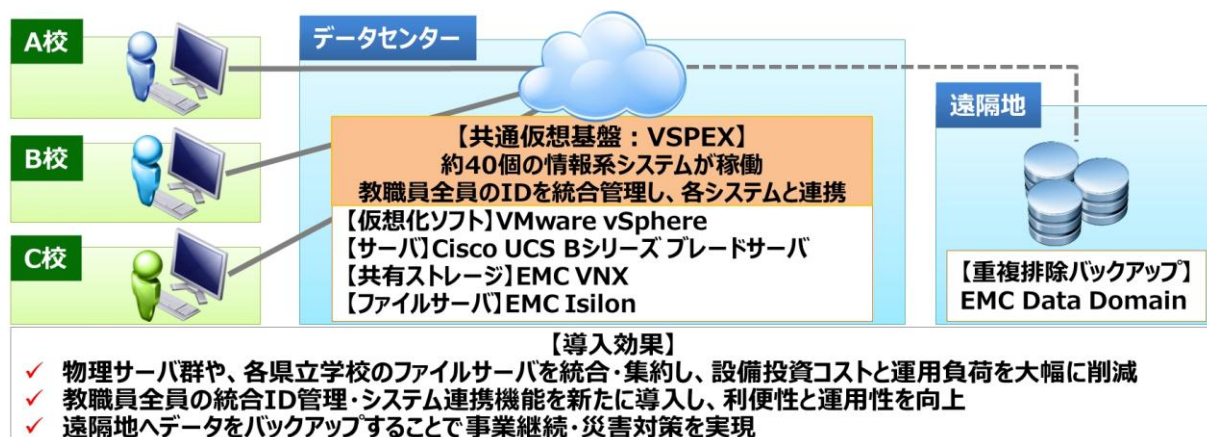 A校
B校
C校
データセンター
【共通仮想基盤：VSPEX】
約40個の情報系システムが稼働
教職員全員のIDを統合管理し、各システムと連携
【仮想化ソフト】VMware vSphere
【サーバ】Cisco UCS Bシリーズ ブレードサーバ
【共有ストレージ】EMC VNX
【ファイルサーバ】EMC Isilon
遠隔地
【重複排除バックアップ】
EMC Data Domain
【導入効果】
✓ 物理サーバ群や、各県立学校のファイルサーバを統合・集約し、設備投資コストと運用負荷を大幅に削減
✓ 教職員全員の統合ID管理・システム連携機能を新たに導入し、利便性と運用性を向上
✓ 遠隔地へデータをバックアップすることで事業継続・災害対策を実現